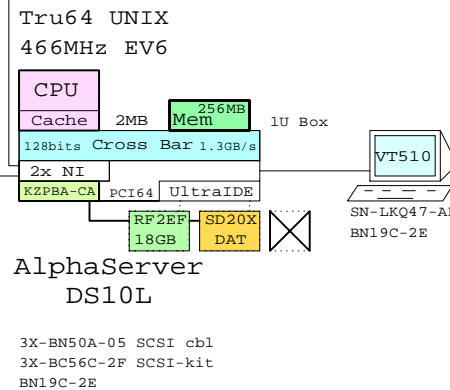 Tru64 UNIX
466MHz EV6
CPU
Cache
2MB
256MB
Mem
1U Box
128bits Cross Bar 1.3GB/s
2x NI
VT510
KZPBA-CA
PCI64
UltraIDE
RF2EF
18GB
SD20X
DAT
SN-LKQ47-A
BN19C-2E
AlphaServer
DS10L
3X-BN50A-05 SCSI cbl
3X-BC56C-2F SCSI-kit
BN19C-2E